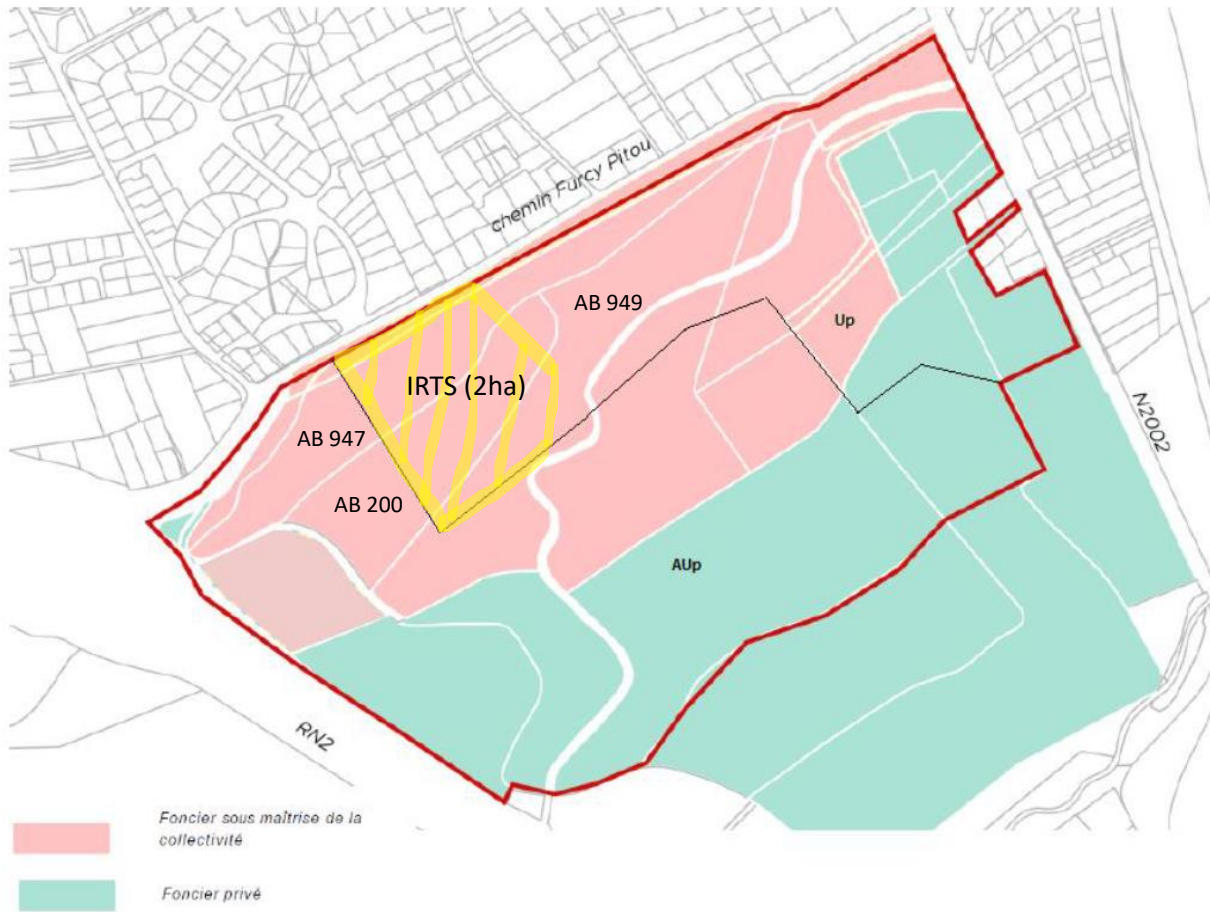 chemin Furcy Pitou
AB 949
Up
IRTS (2ha)
AB 947
N2002
AB 200
AUp
RN2
Foncier sous maîtrise de la
collectivité
Foncier privé